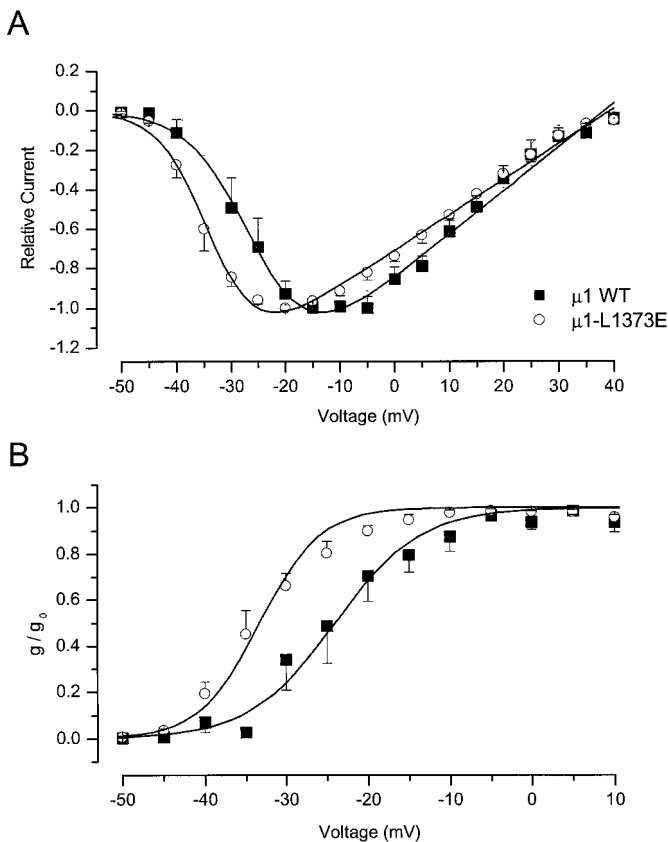 A
0.2
0.0
-0.2
-0.4
-0.6
-0.8
-1.0
-1.2
Relative Current
μ1 WT
μ1-L1373E
-50 -40 -30 -20 -10 0 10 20 30 40
Voltage (mV)
B
1.0
0.8
0.6
0.4
0.2
0.0
g / g0
-50 -40 -30 -20 -10 0 10
Voltage (mV)